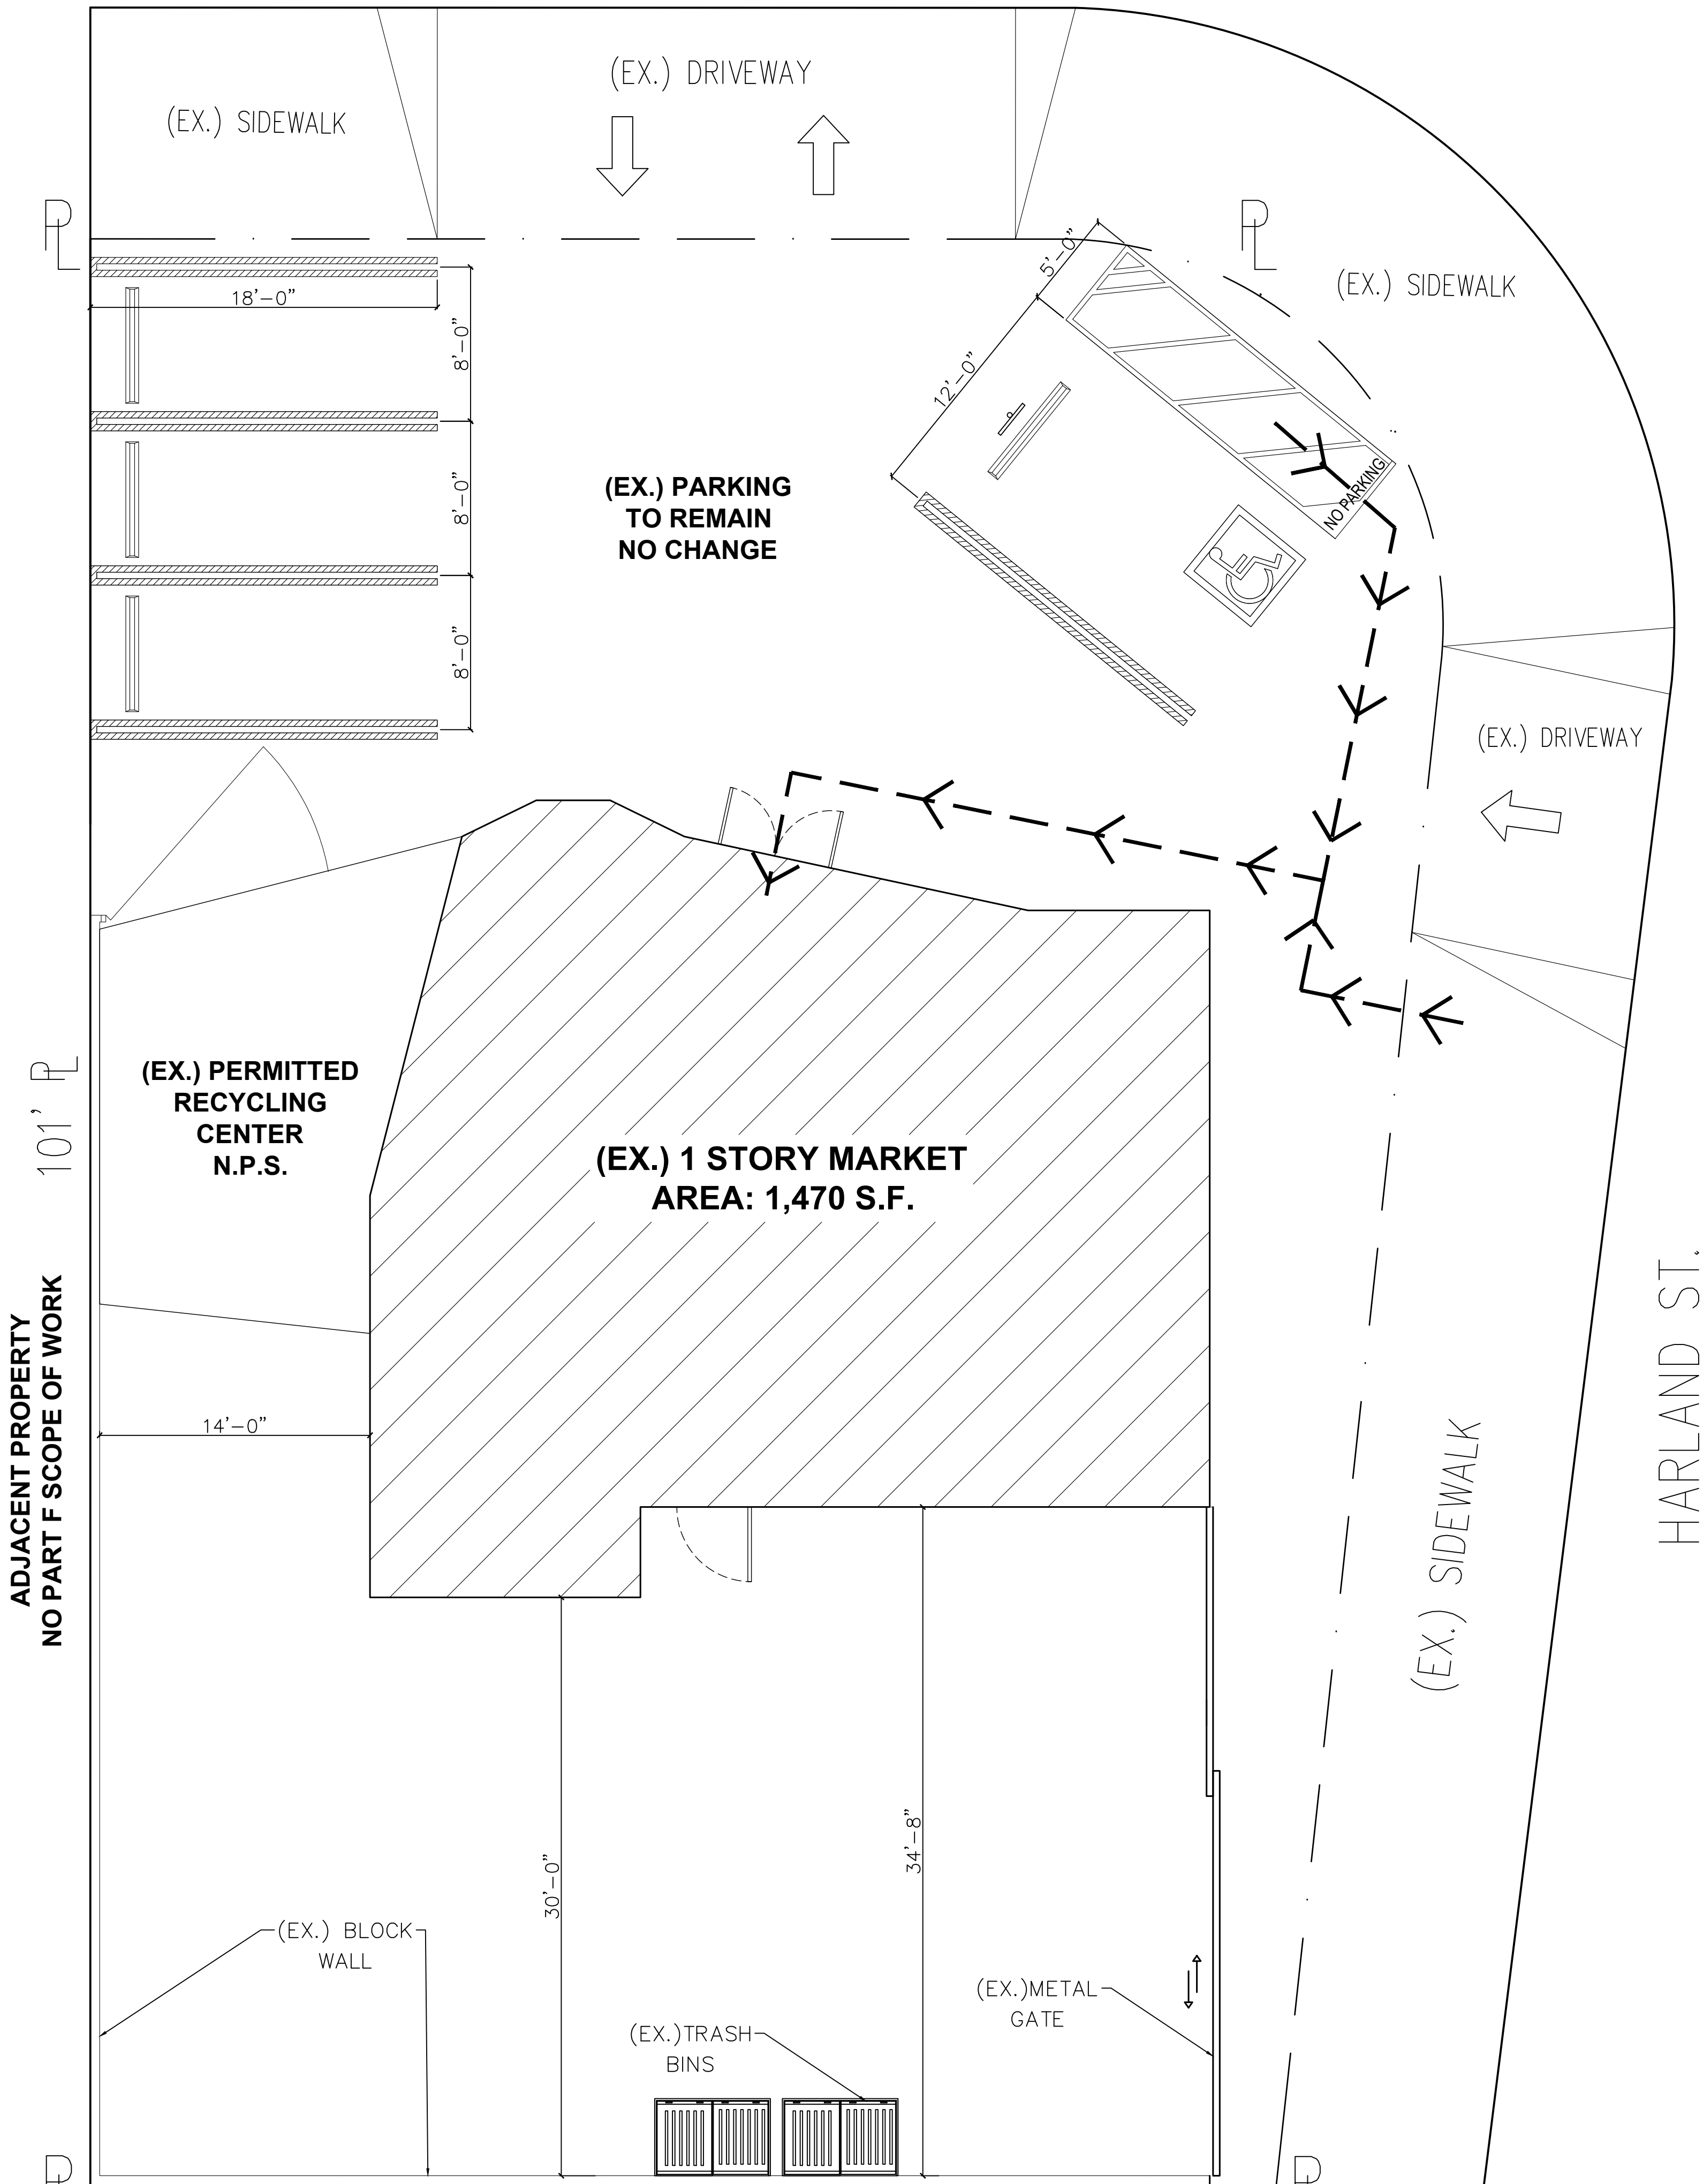 (EX.) DRIVEWAY
(EX.) SIDEWALK
PL
PL
(EX.) SIDEWALK
5'-0"
18'-0"
8'-0"
12'-0"
8'-0"
(EX.) PARKING
TO REMAIN
NO CHANGE
NO PARKING
8'-0"
(EX.) DRIVEWAY
101' PL
(EX.) PERMITTED
RECYCLING
CENTER
N.P.S.
(EX.) 1 STORY MARKET
AREA: 1,470 S.F.
HARLAND ST.
ADJACENT PROPERTY
NO PART F SCOPE OF WORK
14'-0"
(EX.) SIDEWALK
30'-0"
34'-8"
(EX.) BLOCK
WALL
(EX.)METAL
GATE
(EX.)TRASH
BINS
P
P